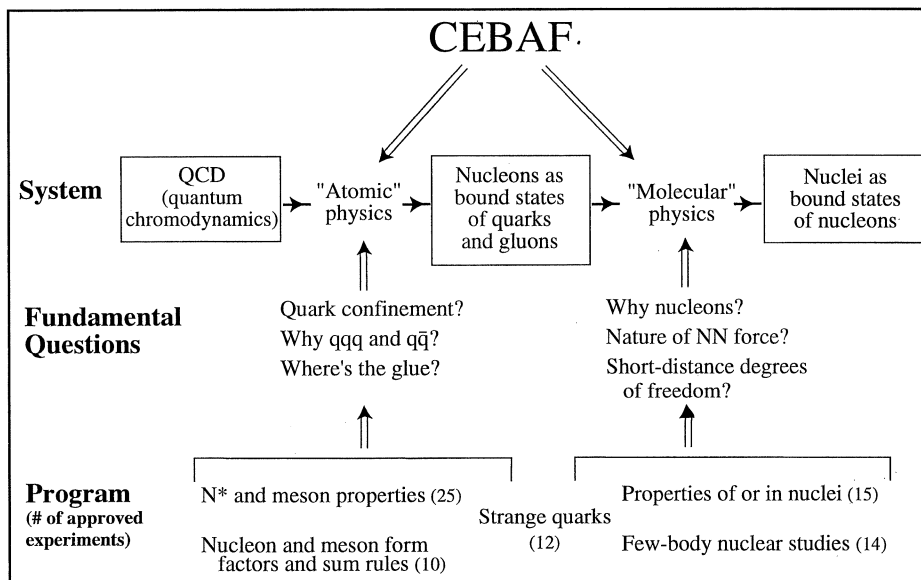 CEBAF.
System
QCD
(quantum
chromodynamics)
"Atomic"
physics
Nucleons as
bound states
of quarks
and gluons
"Molecular"
physics
Nuclei as
bound states
of nucleons
Fundamental
Questions
Quark confinement?
Why qqq and qq̄?
Where's the glue?
Why nucleons?
Nature of NN force?
Short-distance degrees
of freedom?
Program
(# of approved
experiments)
N* and meson properties (25)
Nucleon and meson form
factors and sum rules (10)
Strange quarks
(12)
Properties of or in nuclei (15)
Few-body nuclear studies (14)